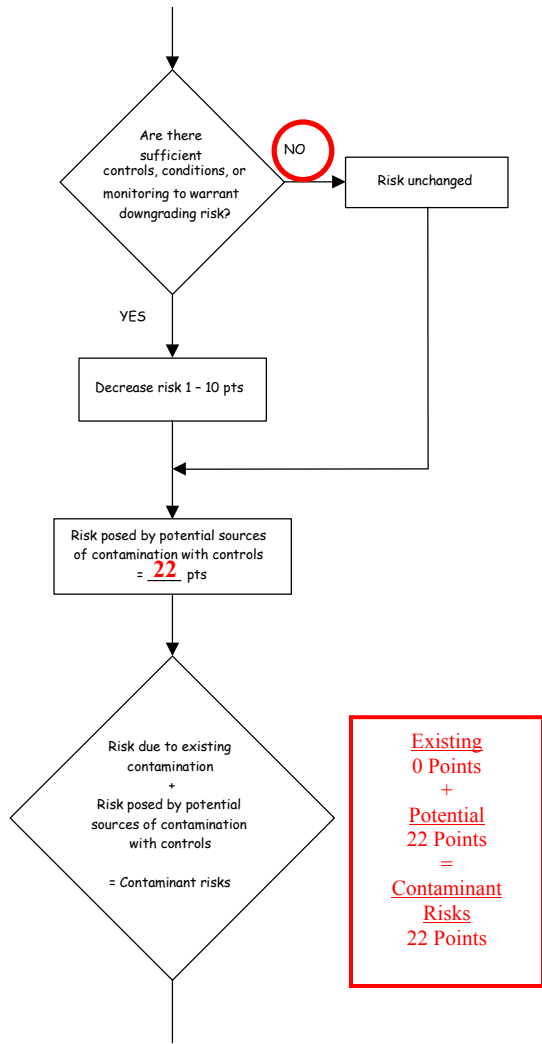 Are there
sufficient
controls, conditions, or
monitoring to warrant
downgrading risk?
NO
Risk unchanged
YES
Decrease risk 1 – 10 pts
Risk posed by potential sources
of contamination with controls
= 22 pts
Risk due to existing
contamination
+
Risk posed by potential
sources of contamination
with controls
= Contaminant risks
Existing
0 Points
+
Potential
22 Points
=
Contaminant
Risks
22 Points